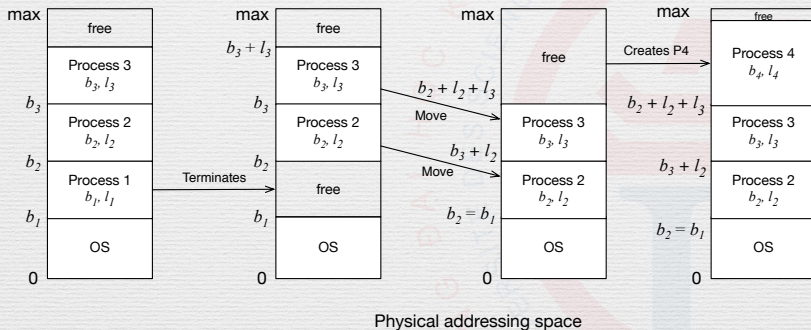 max
free
Process 3
b3, l3
b3
Process 2
b2, l2
b2
Process 1
b1, l1
b1
OS
0
Terminates
max
free
b3 + l3
Process 3
b3, l3
b3
Process 2
b2, l2
b2
free
b1
OS
0
Move
Move
max
free
b2 + l2 + l3
Process 3
b3, l3
b3 + l2
Process 2
b2, l2
b2 = b1
OS
0
Creates P4
max
free
Process 4
b4, l4
b2 + l2 + l3
Process 3
b3, l3
b3 + l2
Process 2
b2, l2
b2 = b1
OS
0
Physical addressing space